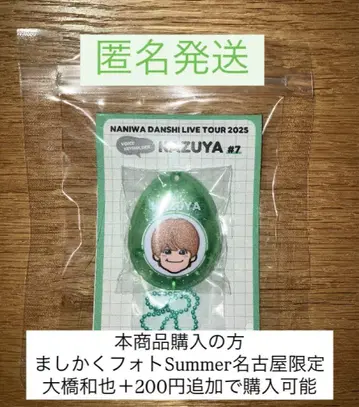 匿名発送
NANIWA DANSHI LIVE TOUR 2025
KAZUYA #7
KAZUYA
本商品購入の方
ましかくフォトSummer名古屋限定
大橋和也+200円追加で購入可能